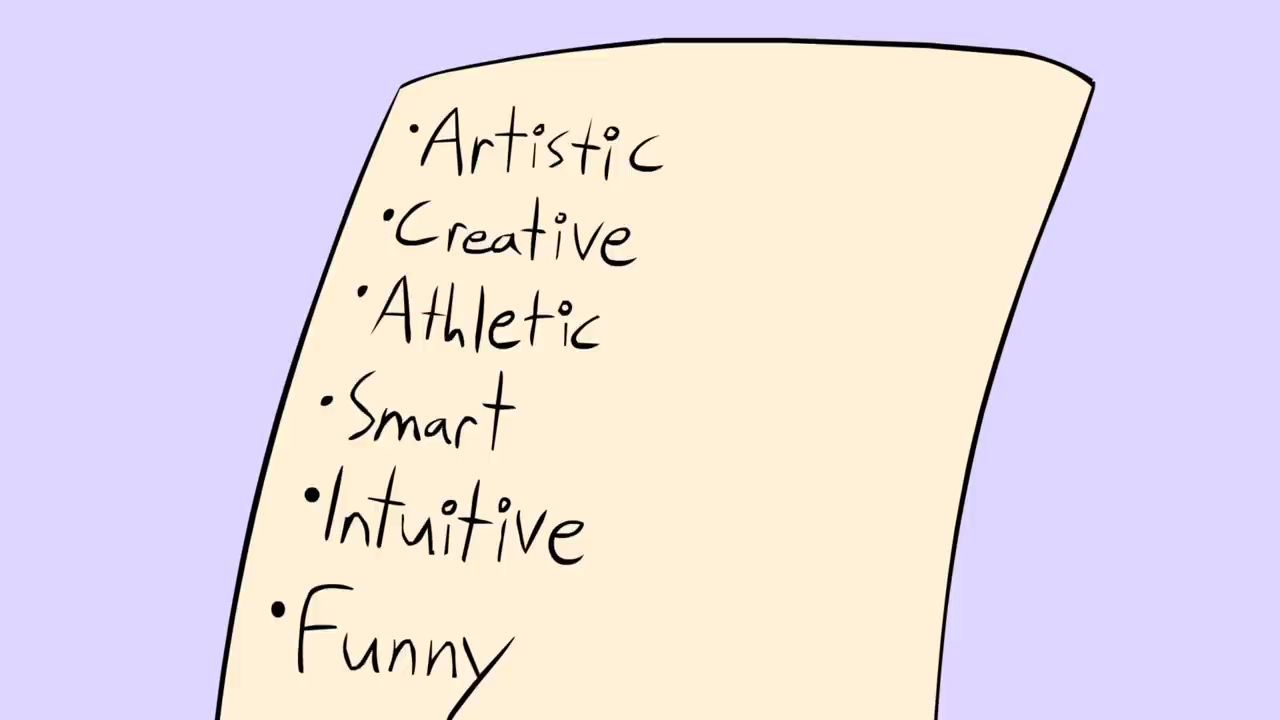 •Artistic
•Creative
•Athletic
•Smart
•Intuitive
•Funny